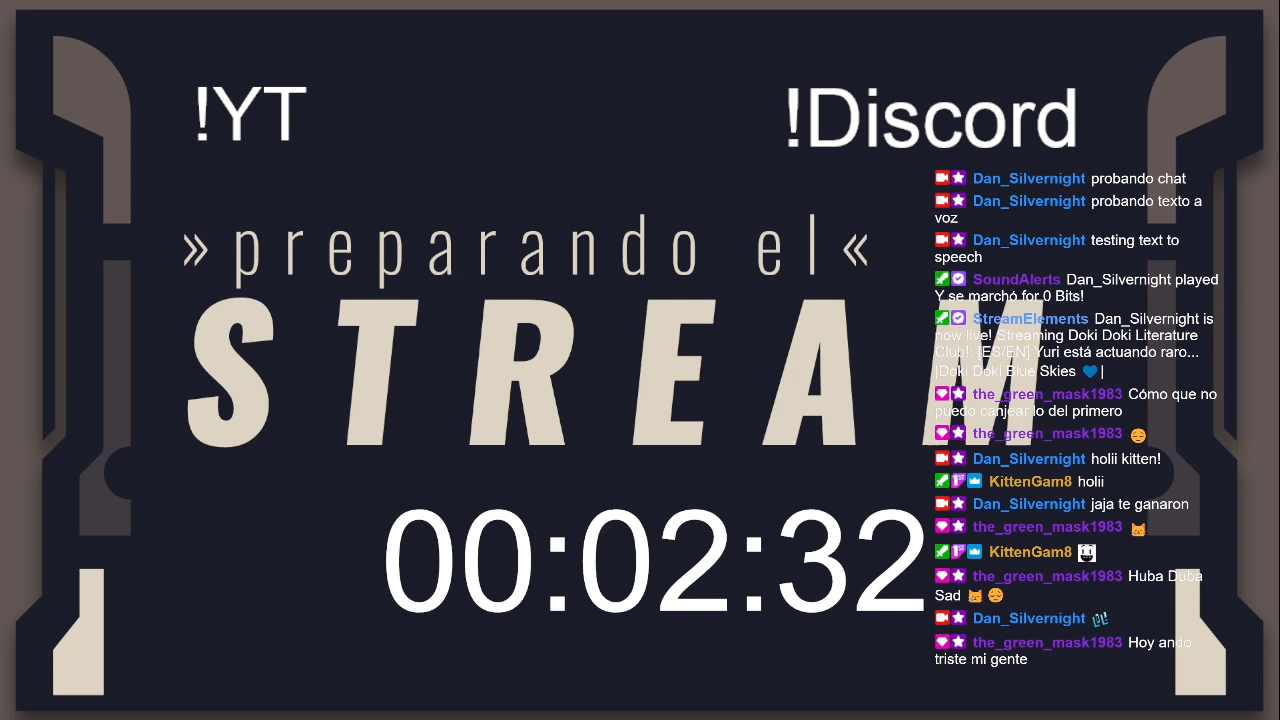 !YT
!Discord
»preparando el«
STREAM
00:02:32
Dan_Silvernight probando chat
Dan_Silvernight probando texto a
voz
Dan_Silvernight testing text to
speech
SoundAlerts Dan_Silvernight played
Y se marchó for 0 Bits!
StreamElements Dan_Silvernight is
now live! Streaming Doki Doki Literature
Club!: [ES/EN] Yuri está actuando raro...
|Doki Doki Blue Skies 💙|
the_green_mask1983 Cómo que no
puedo canjear lo del primero
the_green_mask1983 😔
Dan_Silvernight holii kitten!
KittenGam8 holii
Dan_Silvernight jaja te ganaron
the_green_mask1983 😿
KittenGam8
the_green_mask1983 Huba Duba
Sad 😿 😔
Dan_Silvernight
the_green_mask1983 Hoy ando
triste mi gente